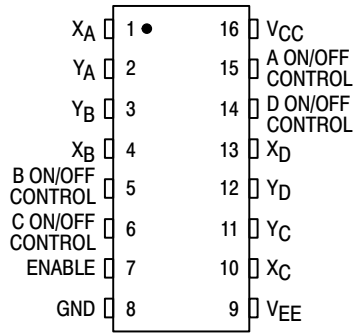 XA 1 16 VCC
YA 2 15 A ON/OFF CONTROL
YB 3 14 D ON/OFF CONTROL
XB 4 13 XD
B ON/OFF CONTROL 5 12 YD
C ON/OFF CONTROL 6 11 YC
ENABLE 7 10 XC
GND 8 9 VEE